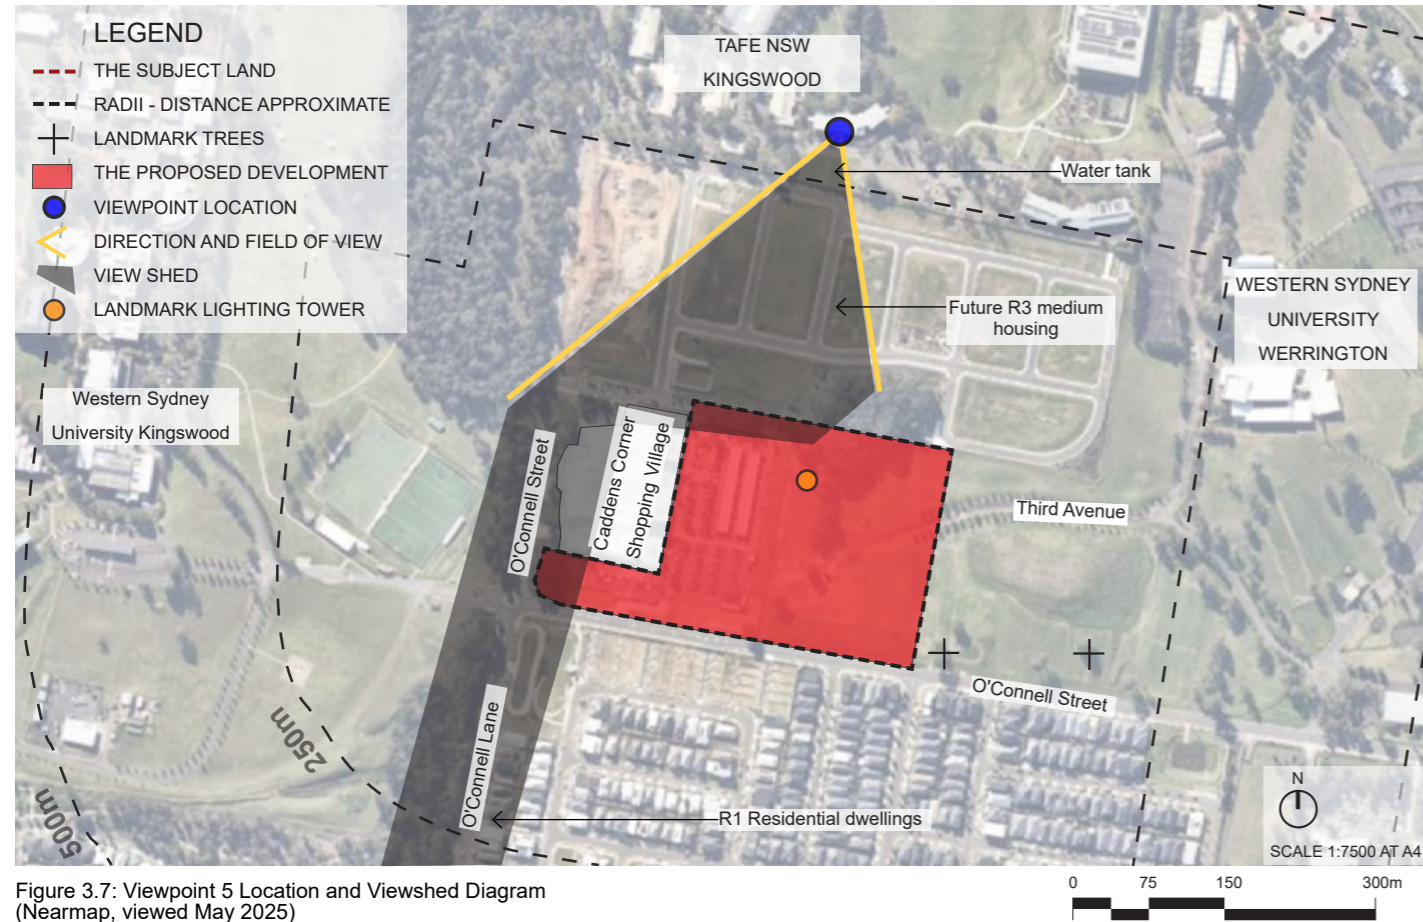 LEGEND
THE SUBJECT LAND
RADII - DISTANCE APPROXIMATE
LANDMARK TREES
THE PROPOSED DEVELOPMENT
VIEWPOINT LOCATION
DIRECTION AND FIELD OF VIEW
VIEW SHED
LANDMARK LIGHTING TOWER
TAFE NSW
KINGSWOOD
Water tank
Future R3 medium
housing
WESTERN SYDNEY
UNIVERSITY
WERRINGTON
Western Sydney
University Kingswood
O'Connell Street
Caddens Corner
Shopping Village
Third Avenue
O'Connell Street
250m
500m
O'Connell Lane
R1 Residential dwellings
N
SCALE 1:7500 AT A4
0 75 150 300m
Figure 3.7: Viewpoint 5 Location and Viewshed Diagram
(Nearmap, viewed May 2025)